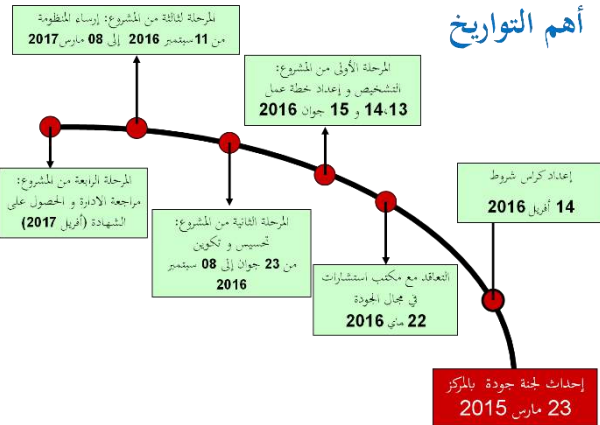 أهم التواريخ
المرحلة لثالثة من المشروع: إرساء المنظومة
من 11 سبتمبر 2016 إلى 08 مارس 2017
المرحلة الأولى من المشروع:
التشخيص و إعداد خطة عمل
14،13 و 15 جوان 2016
إعداد كراس شروط
14 أفريل 2016
المرحلة الرابعة من المشروع:
مراجعة الادارة و الحصول على
الشهادة (أفريل 2017)
المرحلة الثانية من المشروع:
تحسيس و تكوين
من 23 جوان إلى 08 سبتمبر
2016
التعاقد مع مكتب استشارات
في مجال الجودة
22 ماي 2016
إحداث لجنة جودة بالمركز
23 مارس 2015